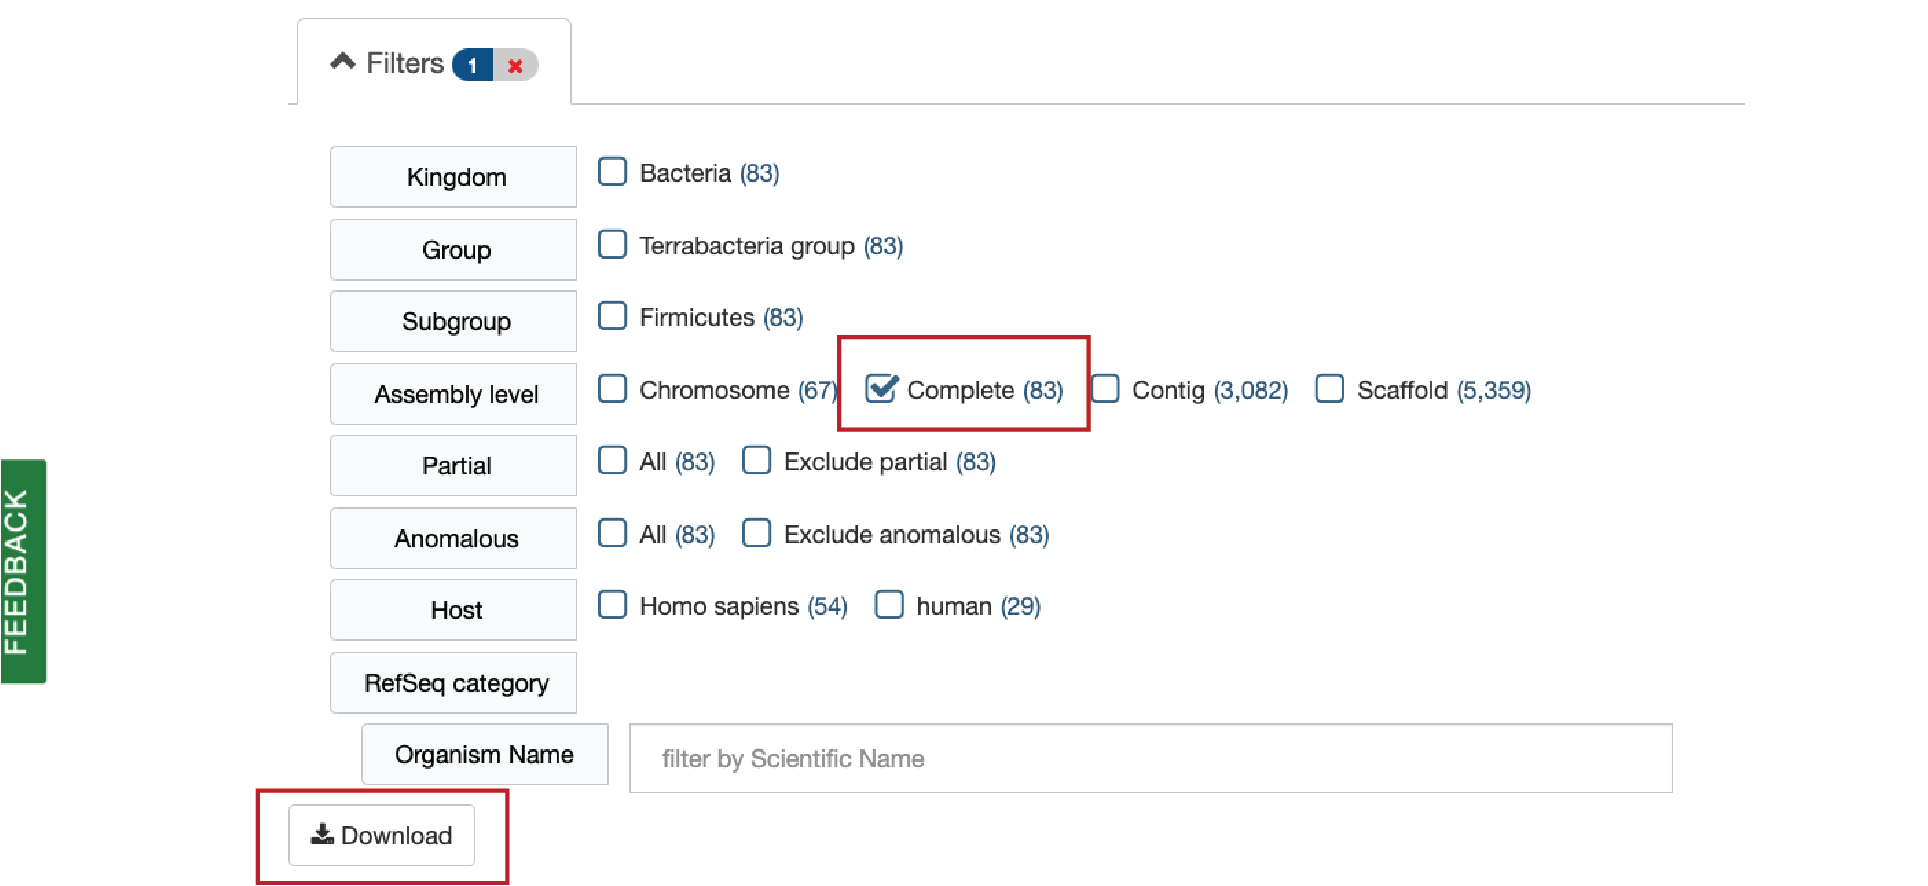 Filters 1
Kingdom Bacteria (83)
Group Terrabacteria group (83)
Subgroup Firmicutes (83)
Assembly level Chromosome (67) Complete (83) Contig (3,082) Scaffold (5,359)
Partial All (83) Exclude partial (83)
Anomalous All (83) Exclude anomalous (83)
Host Homo sapiens (54) human (29)
RefSeq category
Organism Name filter by Scientific Name
Download
FEEDBACK